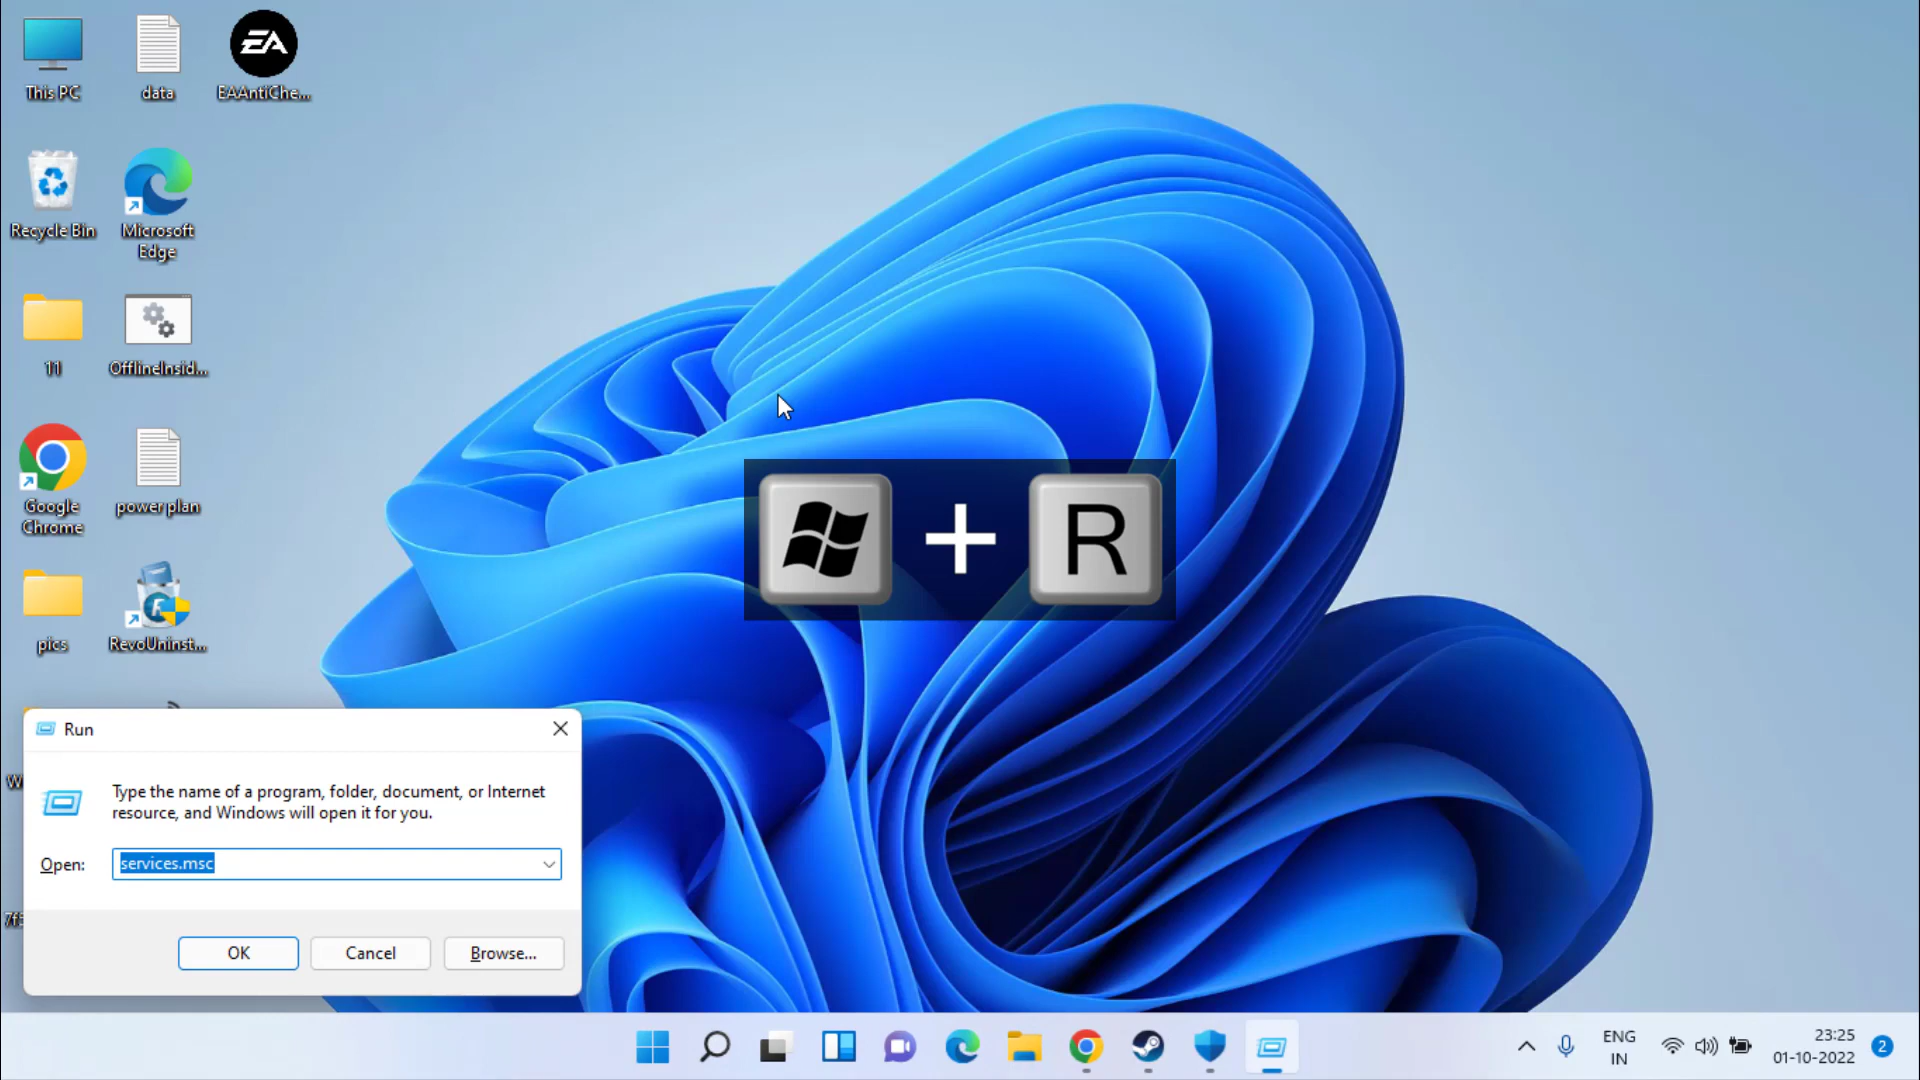 This PC
data
EAAntiChe...
Recycle Bin
Microsoft
Edge
11
OfflineInsid...
Google
Chrome
power plan
pics
RevoUninst...
Run
Type the name of a program, folder, document, or Internet
resource, and Windows will open it for you.
Open:
services.msc
OK
Cancel
Browse...
+
R
ENG
IN
23:25
01-10-2022
2